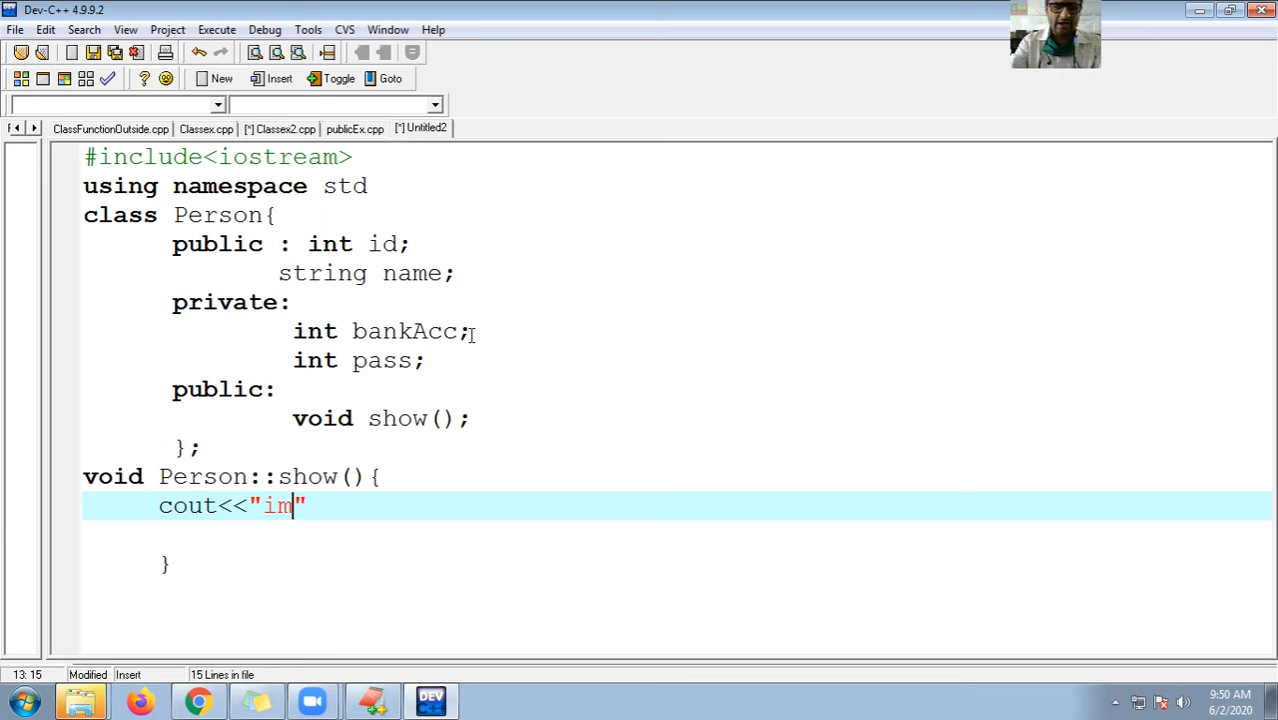 Dev-C++ 4.9.9.2
File Edit Search View Project Execute Debug Tools CVS Window Help
New Insert Toggle Goto
ClassFunctionOutside.cpp Classex.cpp [*] Classex2.cpp publicEx.cpp [*] Untitled2
#include<iostream>
using namespace std
class Person{
public : int id;
string name;
private:
int bankAcc;
int pass;
public:
void show();
};
void Person::show(){
cout<<"im"
}
13: 15 Modified Insert 15 Lines in file
DEV C++
9:50 AM
6/2/2020